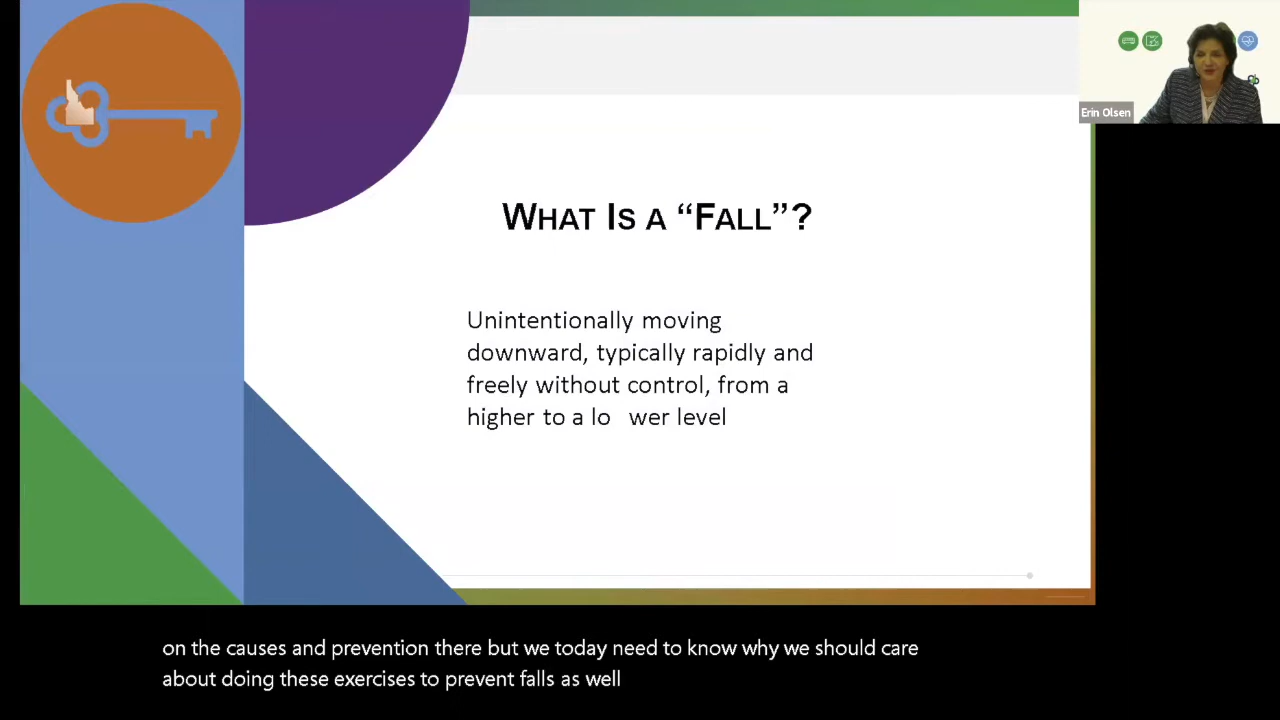 Erin Olsen
WHAT IS A “FALL”?
Unintentionally moving
downward, typically rapidly and
freely without control, from a
higher to a lo wer level
on the causes and prevention there but we today need to know why we should care
about doing these exercises to prevent falls as well